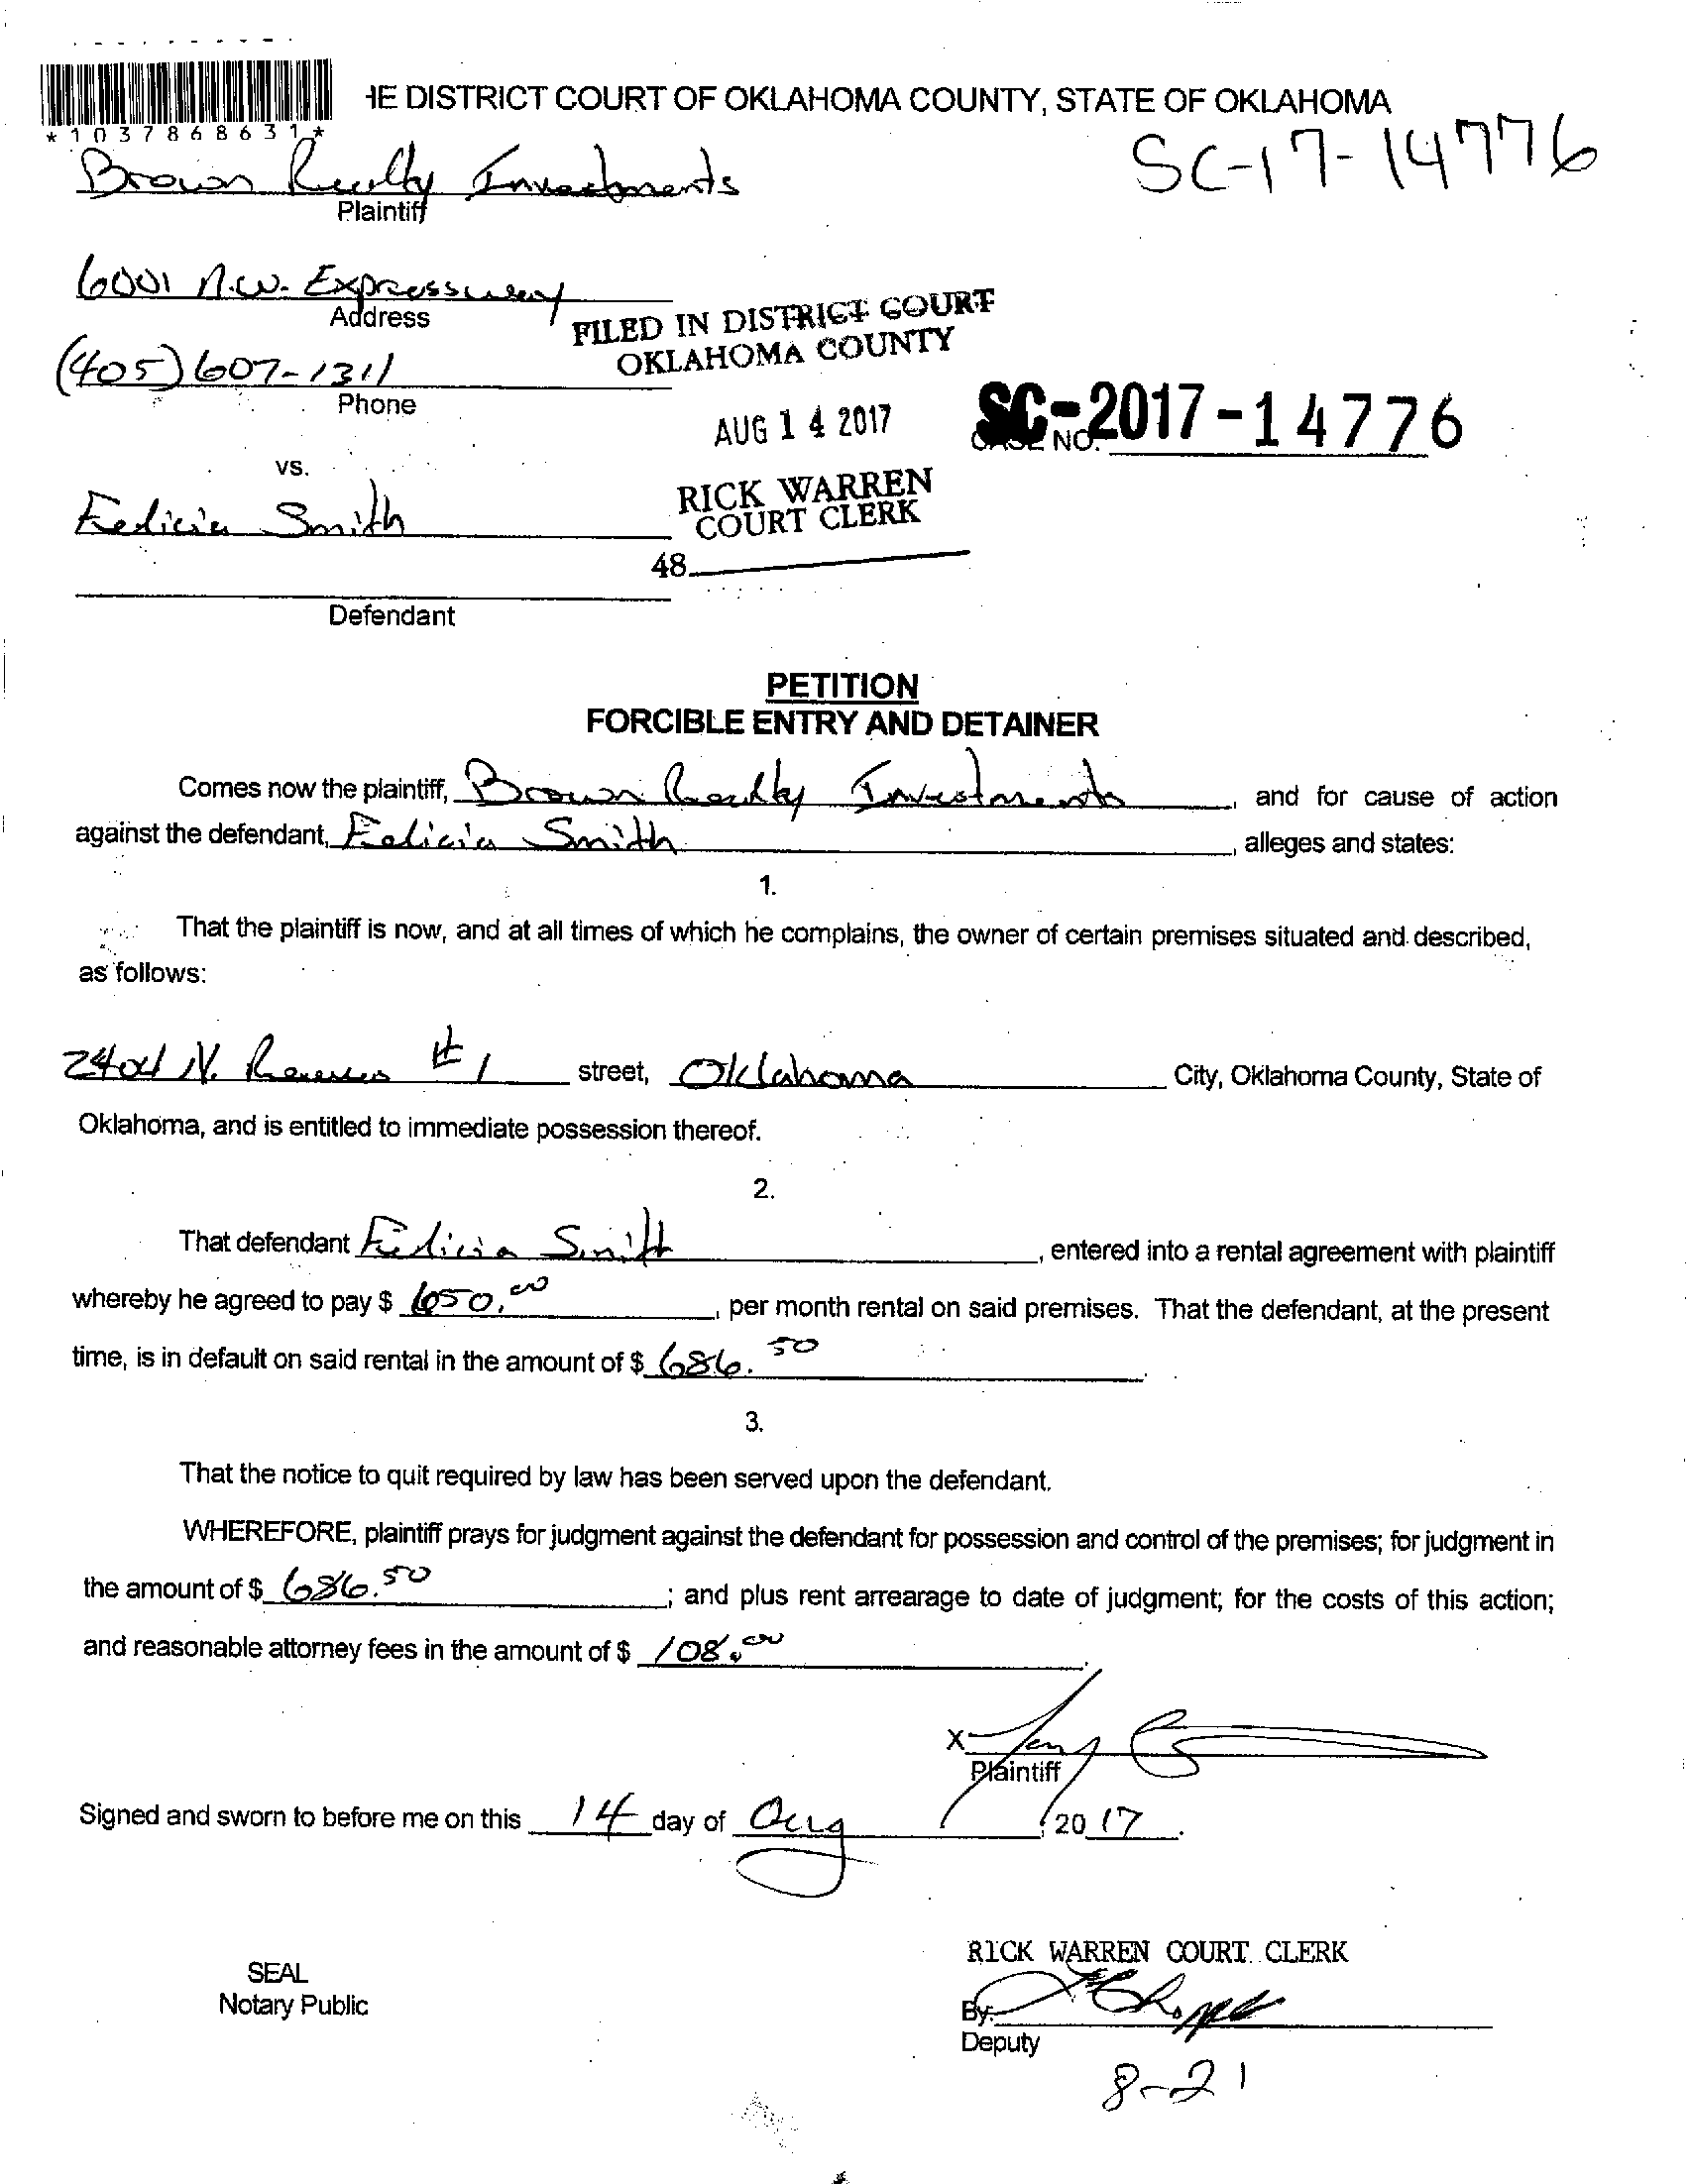 IE DISTRICT COURT OF OKLAHOMA COUNTY, STATE OF OKLAHOMA
*1037868631*
SC-17-14776
Brown Realty Investments
Plaintiff
6001 N.W. Expressway
Address
FILED IN DISTRICT COURT
OKLAHOMA COUNTY
(405) 607-1311
Phone
AUG 14 2017
SC-2017-14776
CASE NO.
vs.
RICK WARREN
COURT CLERK
Felicia Smith
48
Defendant
PETITION
FORCIBLE ENTRY AND DETAINER
Comes now the plaintiff, Brown Realty Investments, and for cause of action
against the defendant, Felicia Smith, alleges and states:
1.
That the plaintiff is now, and at all times of which he complains, the owner of certain premises situated and described,
as follows:
2404 N. #1 street, Oklahoma City, Oklahoma County, State of
Oklahoma, and is entitled to immediate possession thereof.
2.
That defendant Felicia Smith, entered into a rental agreement with plaintiff
whereby he agreed to pay $ 650.00, per month rental on said premises. That the defendant, at the present
time, is in default on said rental in the amount of $ 686.50.
3.
That the notice to quit required by law has been served upon the defendant.
WHEREFORE, plaintiff prays for judgment against the defendant for possession and control of the premises; for judgment in
the amount of $ 686.50; and plus rent arrearage to date of judgment; for the costs of this action;
and reasonable attorney fees in the amount of $ 108.00.
X
Plaintiff
Signed and sworn to before me on this 14 day of Aug, 2017.
RICK WARREN COURT CLERK
SEAL
Notary Public
By:
Deputy
8-21